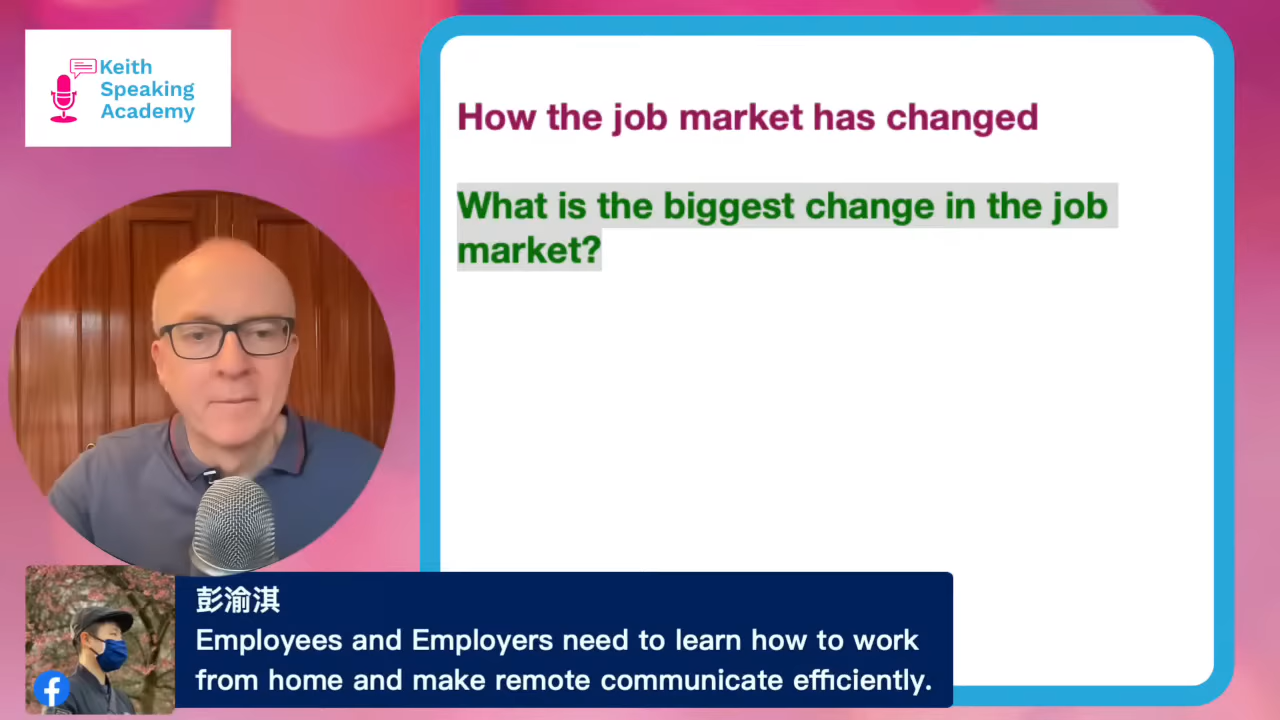 Keith
Speaking
Academy
How the job market has changed
What is the biggest change in the job
market?
彭渝淇
Employees and Employers need to learn how to work
from home and make remote communicate efficiently.